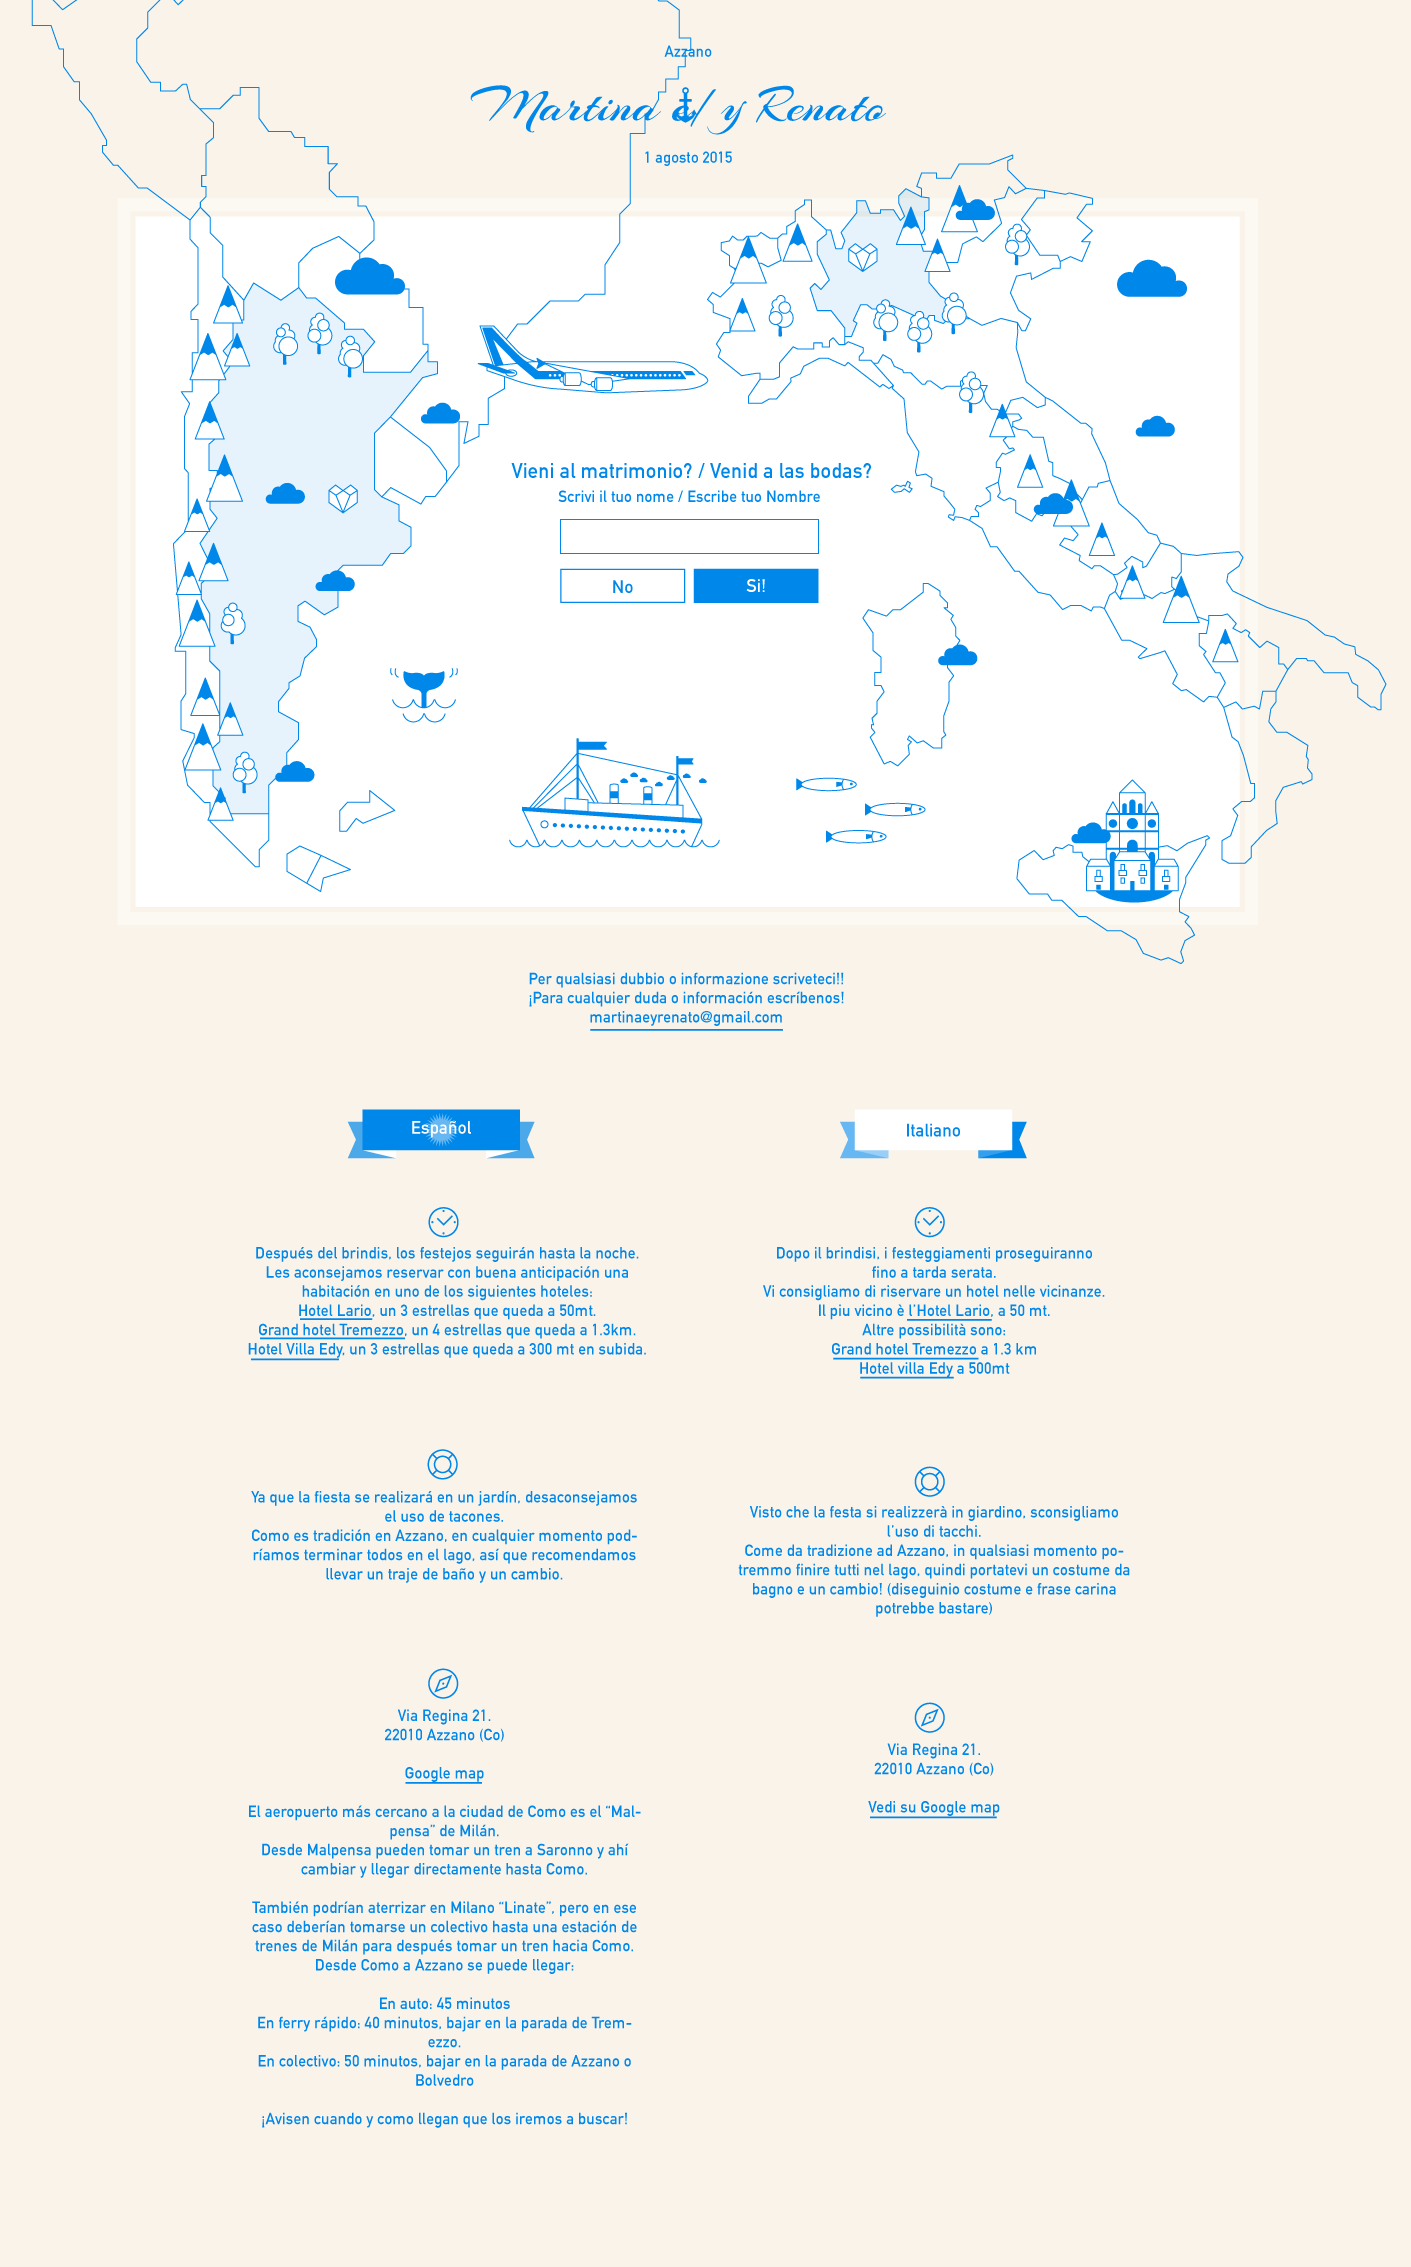 Azzano
Martina e/ y Renato
1 agosto 2015
Vieni al matrimonio? / Venid a las bodas?
Scrivi il tuo nome / Escribe tuo Nombre
No
Si!
Per qualsiasi dubbio o informazione scriveteci!!
¡Para cualquier duda o información escríbenos!
martinaeyrenato@gmail.com
Español
Después del brindis, los festejos seguirán hasta la noche.
Les aconsejamos reservar con buena anticipación una
habitación en uno de los siguientes hoteles:
Hotel Lario, un 3 estrellas que queda a 50mt.
Grand hotel Tremezzo, un 4 estrellas que queda a 1.3km.
Hotel Villa Edy, un 3 estrellas que queda a 300 mt en subida.
Ya que la fiesta se realizará en un jardín, desaconsejamos
el uso de tacones.
Como es tradición en Azzano, en cualquier momento pod-
ríamos terminar todos en el lago, así que recomendamos
llevar un traje de baño y un cambio.
Via Regina 21.
22010 Azzano (Co)
Google map
El aeropuerto más cercano a la ciudad de Como es el “Mal-
pensa” de Milán.
Desde Malpensa pueden tomar un tren a Saronno y ahí
cambiar y llegar directamente hasta Como.
También podrían aterrizar en Milano “Linate”, pero en ese
caso deberían tomarse un colectivo hasta una estación de
trenes de Milán para después tomar un tren hacia Como.
Desde Como a Azzano se puede llegar:
En auto: 45 minutos
En ferry rápido: 40 minutos, bajar en la parada de Trem-
ezzo.
En colectivo: 50 minutos, bajar en la parada de Azzano o
Bolvedro
¡Avisen cuando y como llegan que los iremos a buscar!
Italiano
Dopo il brindisi, i festeggiamenti proseguiranno
fino a tarda serata.
Vi consigliamo di riservare un hotel nelle vicinanze.
Il piu vicino è l’Hotel Lario, a 50 mt.
Altre possibilità sono:
Grand hotel Tremezzo a 1.3 km
Hotel villa Edy a 500mt
Visto che la festa si realizzerà in giardino, sconsigliamo
l’uso di tacchi.
Come da tradizione ad Azzano, in qualsiasi momento po-
tremmo finire tutti nel lago, quindi portatevi un costume da
bagno e un cambio! (diseguinio costume e frase carina
potrebbe bastare)
Via Regina 21.
22010 Azzano (Co)
Vedi su Google map